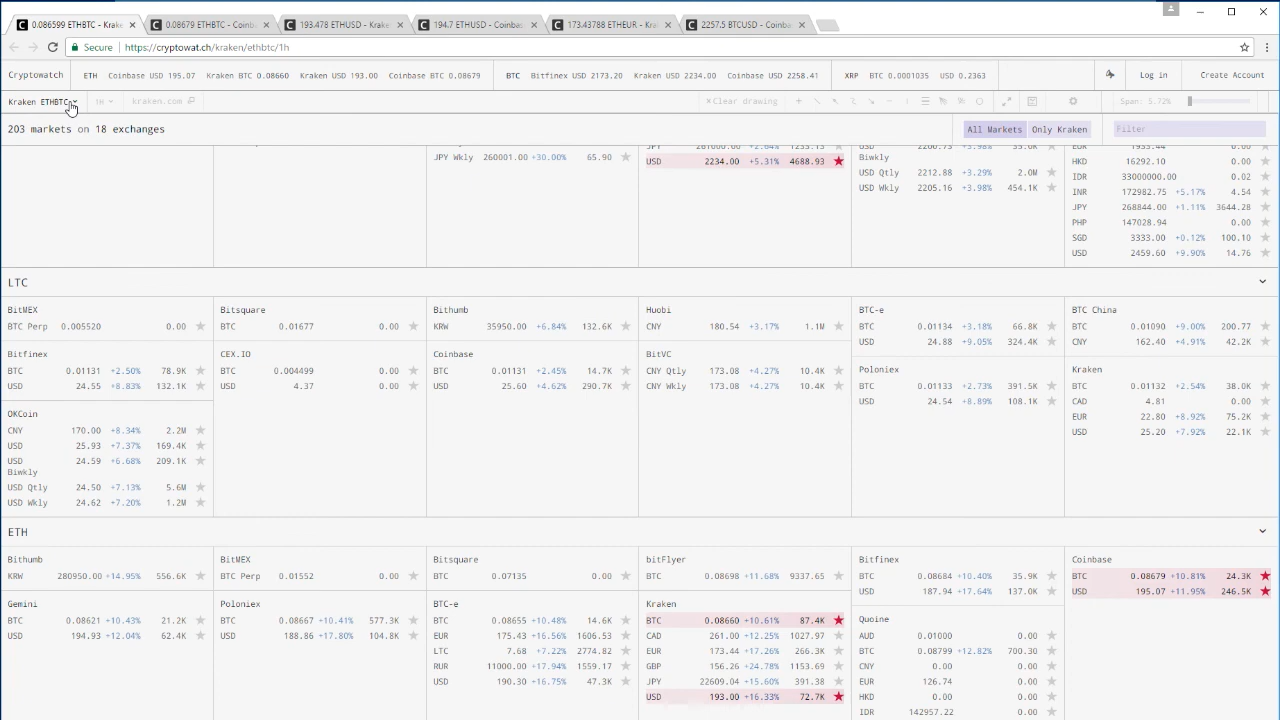 0.086599 ETHBTC - Krake
0.08679 ETHBTC - Coinb
193.478 ETHUSD - Krake
194.7 ETHUSD - Coinbas
173.43788 ETHEUR - Kra
2257.5 BTCUSD - Coinba
Secure https://cryptowat.ch/kraken/ethbtc/1h
Cryptowatch ETH Coinbase USD 195.07 Kraken BTC 0.08660 Kraken USD 193.00 Coinbase BTC 0.08679 BTC Bitfinex USD 2173.20 Kraken USD 2234.00 Coinbase USD 2258.41 XRP BTC 0.0001035 USD 0.2363 Log in Create Account
Kraken ETHBTC 1H kraken.com Clear drawing Span: 5.72%
203 markets on 18 exchanges All Markets Only Kraken Filter
JPY Wkly 260001.00 +30.00% 65.90
USD 2234.00 +5.31% 4688.93
Biwkly
USD Qtly 2212.88 +3.29% 2.0M
USD Wkly 2205.16 +3.98% 454.1K
HKD 16292.10 0.00
IDR 33000000.00 0.02
INR 172982.75 +5.17% 4.54
JPY 268844.00 +1.11% 3644.28
PHP 147028.94 0.00
SGD 3333.00 +0.12% 100.10
USD 2459.60 +9.90% 14.76
LTC
BitMEX
BTC Perp 0.005520 0.00
Bitfinex
BTC 0.01131 +2.50% 78.9K
USD 24.55 +8.83% 132.1K
OKCoin
CNY 170.00 +8.34% 2.2M
USD 25.93 +7.37% 169.4K
USD 24.59 +6.68% 209.1K
Biwkly
USD Qtly 24.50 +7.13% 5.6M
USD Wkly 24.62 +7.20% 1.2M
Bitsquare
BTC 0.01677 0.00
CEX.IO
BTC 0.004499 0.00
USD 4.37 0.00
Bithumb
KRW 35950.00 +6.84% 132.6K
Coinbase
BTC 0.01131 +2.45% 14.7K
USD 25.60 +4.62% 290.7K
Huobi
CNY 180.54 +3.17% 1.1M
BitVC
CNY Qtly 173.08 +4.27% 10.4K
CNY Wkly 173.08 +4.27% 10.4K
BTC-e
BTC 0.01134 +3.18% 66.8K
USD 24.88 +9.05% 324.4K
Poloniex
BTC 0.01133 +2.73% 391.5K
USD 24.54 +8.89% 108.1K
BTC China
BTC 0.01090 +9.00% 200.77
CNY 162.40 +4.91% 42.2K
Kraken
BTC 0.01132 +2.54% 38.0K
CAD 4.81 0.00
EUR 22.80 +8.92% 75.2K
USD 25.20 +7.92% 22.1K
ETH
Bithumb
KRW 280950.00 +14.95% 556.6K
Gemini
BTC 0.08621 +10.43% 21.2K
USD 194.93 +12.04% 62.4K
BitMEX
BTC Perp 0.01552 0.00
Poloniex
BTC 0.08667 +10.41% 577.3K
USD 188.86 +17.80% 104.8K
Bitsquare
BTC 0.07135 0.00
BTC-e
BTC 0.08655 +10.48% 14.6K
EUR 175.43 +16.56% 1606.53
LTC 7.68 +7.22% 2774.82
RUR 11000.00 +17.94% 1559.17
USD 190.30 +16.75% 47.3K
bitFlyer
BTC 0.08698 +11.68% 9337.65
Kraken
BTC 0.08660 +10.61% 87.4K
CAD 261.00 +12.25% 1027.97
EUR 173.44 +17.26% 266.3K
GBP 156.26 +24.78% 1153.69
JPY 22609.04 +15.60% 391.38
USD 193.00 +16.33% 72.7K
Bitfinex
BTC 0.08684 +10.40% 35.9K
USD 187.94 +17.64% 137.0K
Quoine
AUD 0.01000 0.00
BTC 0.08799 +12.82% 700.30
CNY 0.00 0.00
EUR 126.74 0.00
HKD 0.00 0.00
IDR 142957.22 0.00
Coinbase
BTC 0.08679 +10.81% 24.3K
USD 195.07 +11.95% 246.5K